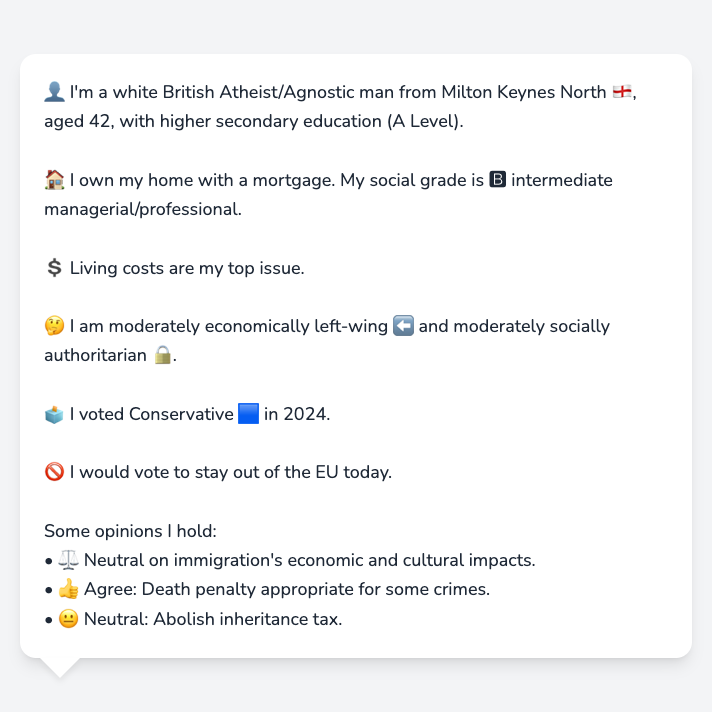 👤 I'm a white British Atheist/Agnostic man from Milton Keynes North 🏴󠁧󠁢󠁥󠁮󠁧󠁿,
aged 42, with higher secondary education (A Level).
🏠 I own my home with a mortgage. My social grade is 🅱 intermediate
managerial/professional.
💲 Living costs are my top issue.
🤔 I am moderately economically left-wing ⬅️ and moderately socially
authoritarian 🔒.
🗳️ I voted Conservative 🟦 in 2024.
🚫 I would vote to stay out of the EU today.
Some opinions I hold:
• ⚖️ Neutral on immigration's economic and cultural impacts.
• 👍 Agree: Death penalty appropriate for some crimes.
• 😐 Neutral: Abolish inheritance tax.